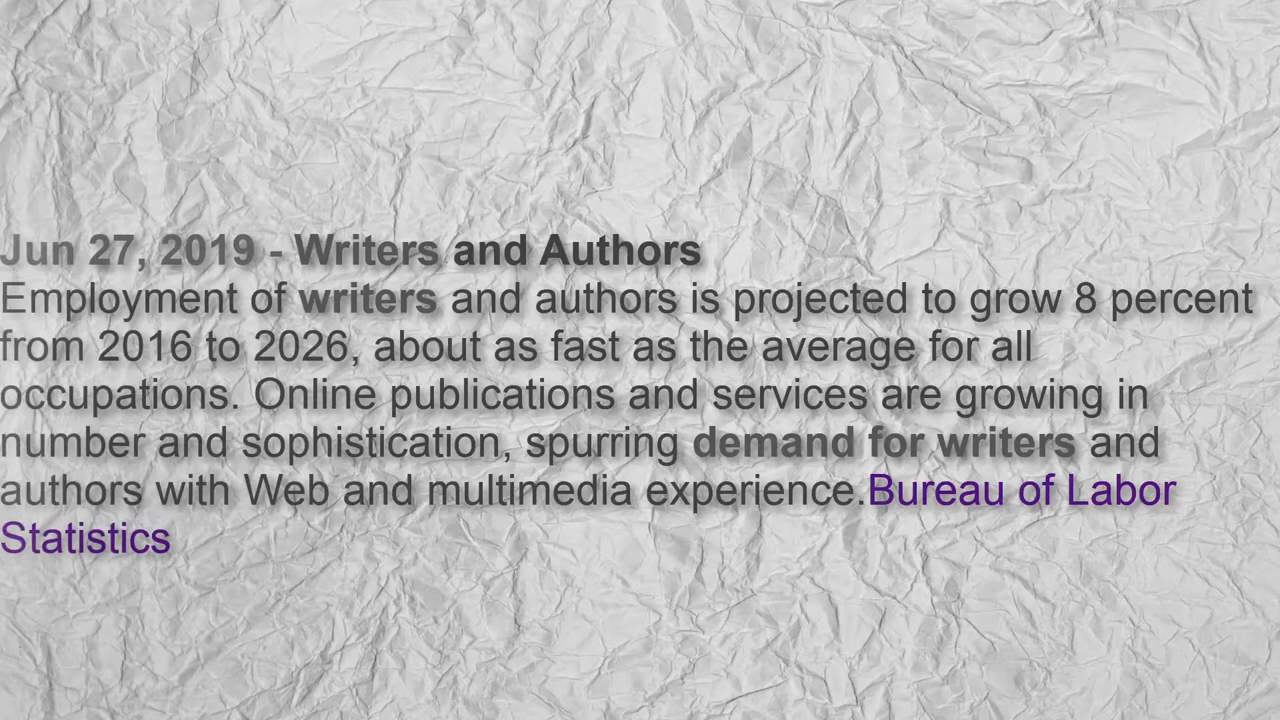 Jun 27, 2019 - Writers and Authors
Employment of writers and authors is projected to grow 8 percent
from 2016 to 2026, about as fast as the average for all
occupations. Online publications and services are growing in
number and sophistication, spurring demand for writers and
authors with Web and multimedia experience.Bureau of Labor
Statistics